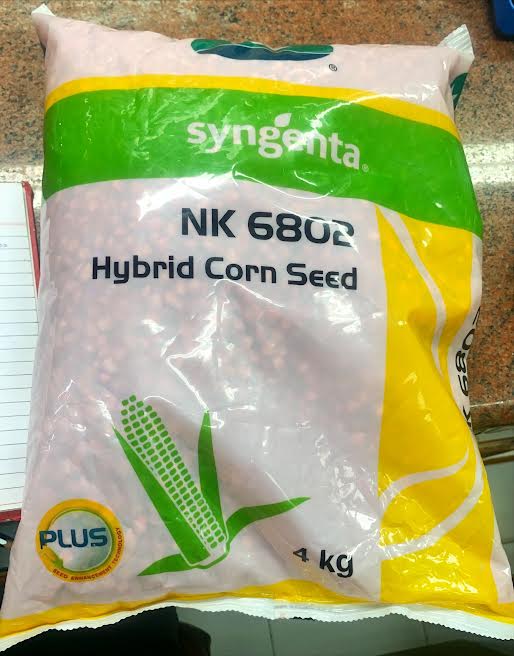 ®
syngenta®
NK 6802
Hybrid Corn Seed
PLUS
SEED ENHANCEMENT TECHNOLOGY
4 kg